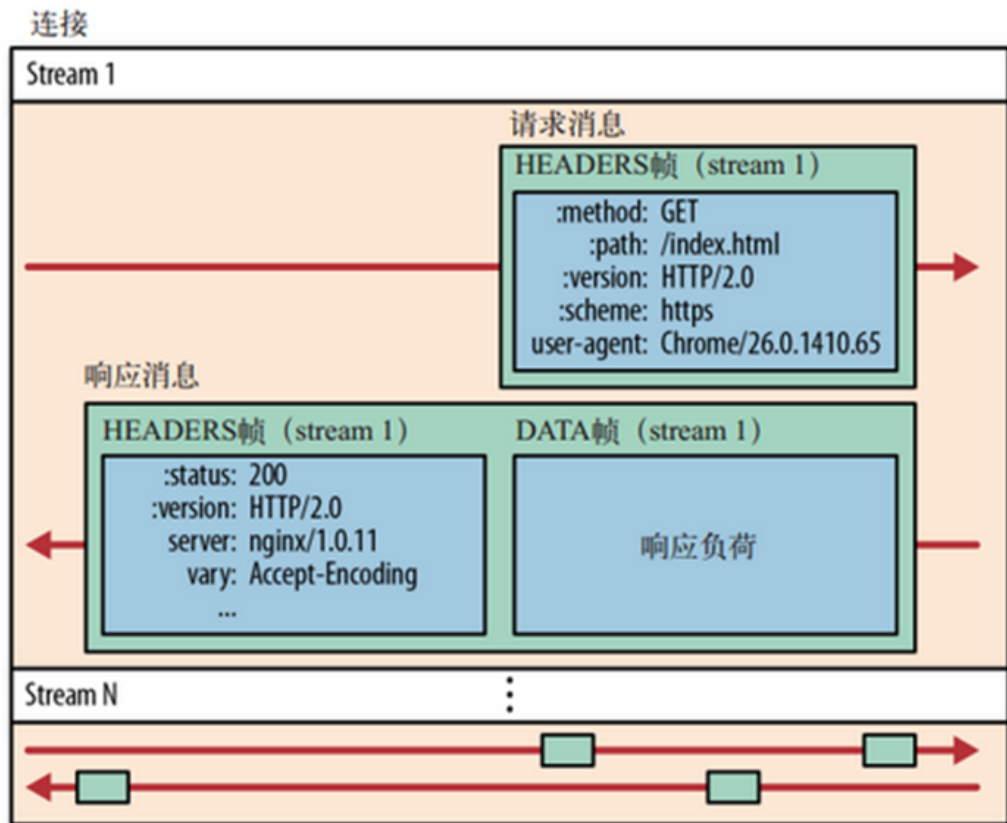 连接
Stream 1
请求消息
HEADERS帧（stream 1）
:method: GET
:path: /index.html
:version: HTTP/2.0
:scheme: https
user-agent: Chrome/26.0.1410.65
响应消息
HEADERS帧（stream 1）
:status: 200
:version: HTTP/2.0
server: nginx/1.0.11
vary: Accept-Encoding
...
DATA帧（stream 1）
响应负荷
Stream N